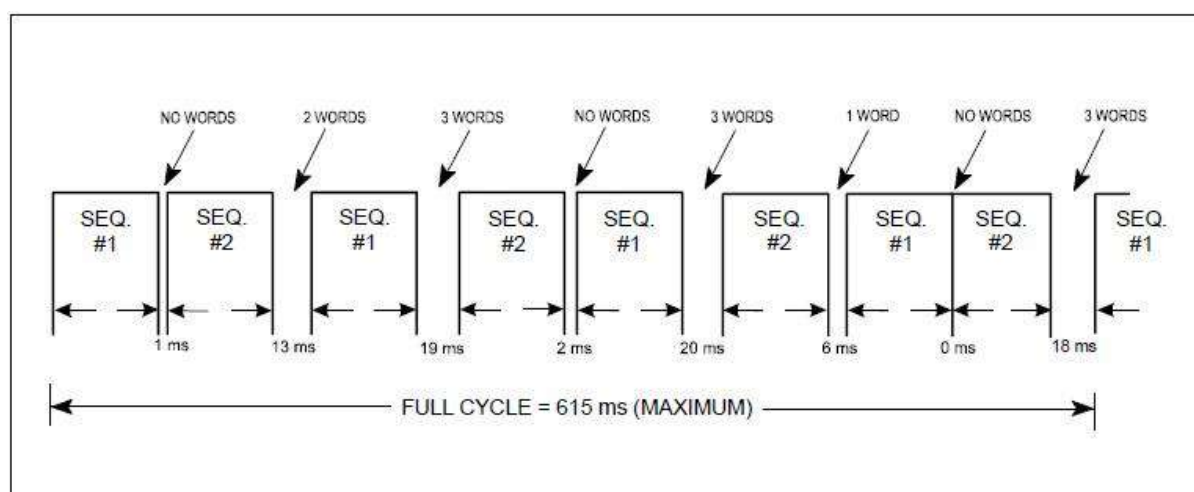 NO WORDS 2 WORDS 3 WORDS NO WORDS 3 WORDS 1 WORD NO WORDS 3 WORDS
SEQ. SEQ. SEQ. SEQ. SEQ. SEQ. SEQ. SEQ. SEQ.
#1 #2 #1 #2 #1 #2 #1 #2 #1
1 ms 13 ms 19 ms 2 ms 20 ms 6 ms 0 ms 18 ms
FULL CYCLE = 615 ms (MAXIMUM)